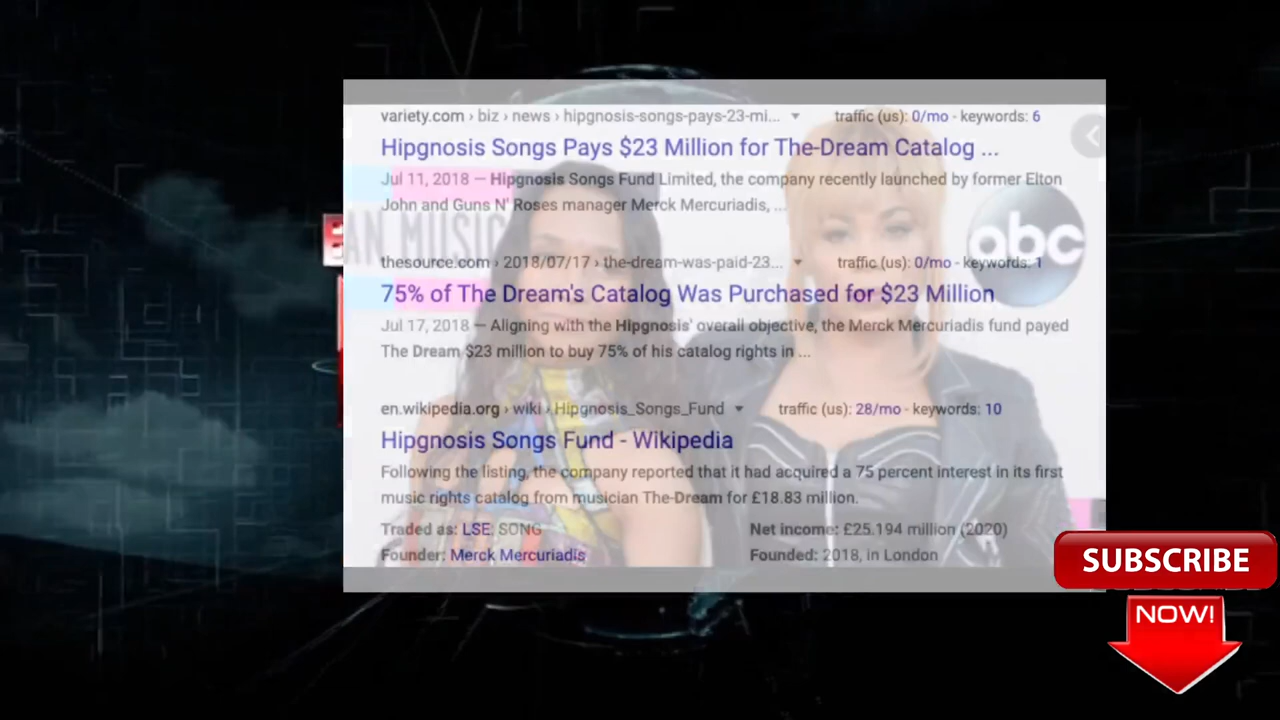 variety.com › biz › news › hipgnosis-songs-pays-23-mi... traffic (us): 0/mo - keywords: 6
Hipgnosis Songs Pays $23 Million for The-Dream Catalog ...
Jul 11, 2018 — Hipgnosis Songs Fund Limited, the company recently launched by former Elton
John and Guns N' Roses manager Merck Mercuriadis, ...
AN MUSIC
abc
thesource.com › 2018/07/17 › the-dream-was-paid-23... traffic (us): 0/mo - keywords: 1
75% of The Dream's Catalog Was Purchased for $23 Million
Jul 17, 2018 — Aligning with the Hipgnosis' overall objective, the Merck Mercuriadis fund payed
The Dream $23 million to buy 75% of his catalog rights in ...
en.wikipedia.org › wiki › Hipgnosis_Songs_Fund traffic (us): 28/mo - keywords: 10
Hipgnosis Songs Fund - Wikipedia
Following the listing, the company reported that it had acquired a 75 percent interest in its first
music rights catalog from musician The-Dream for £18.83 million.
Traded as: LSE: SONG Net income: £25.194 million (2020)
Founder: Merck Mercuriadis Founded: 2018, in London
SUBSCRIBE
NOW!